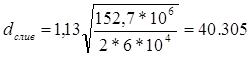 d_слив = 1,13√(152,7 * 10^6 / 2 * 6 * 10^4) = 40.305